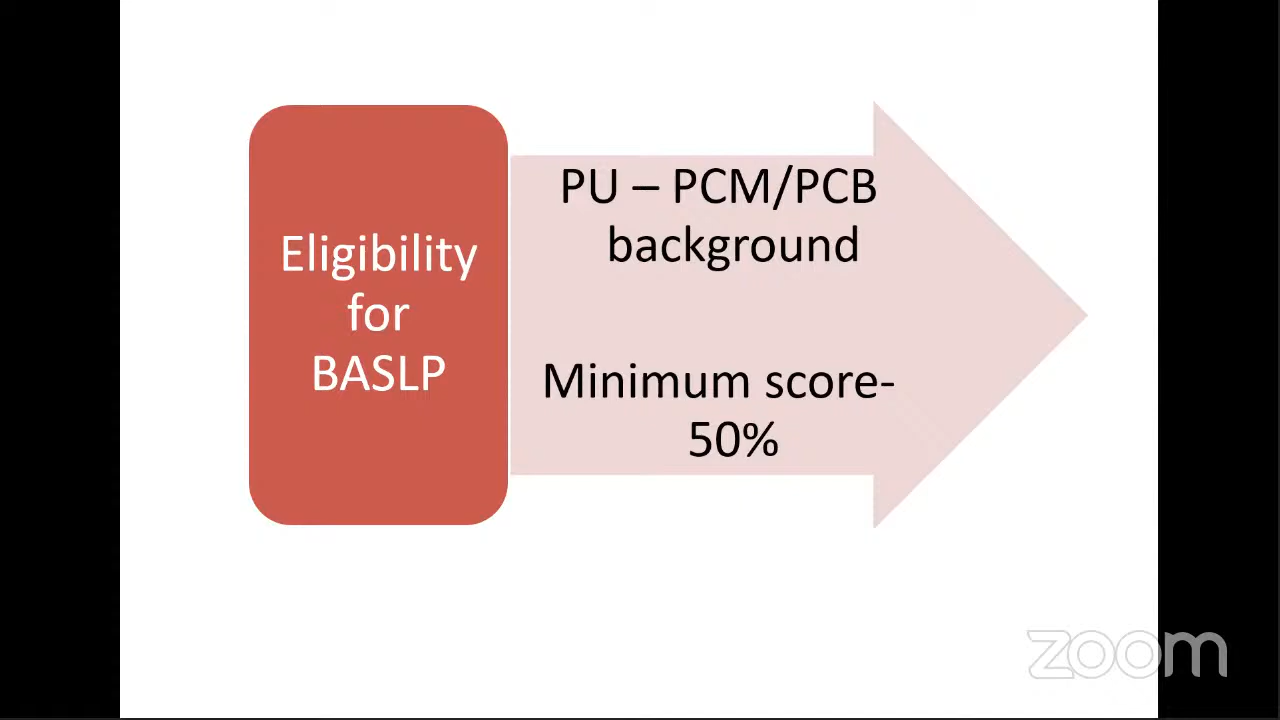 Eligibility
for
BASLP
PU – PCM/PCB
background
Minimum score-
50%
zoom